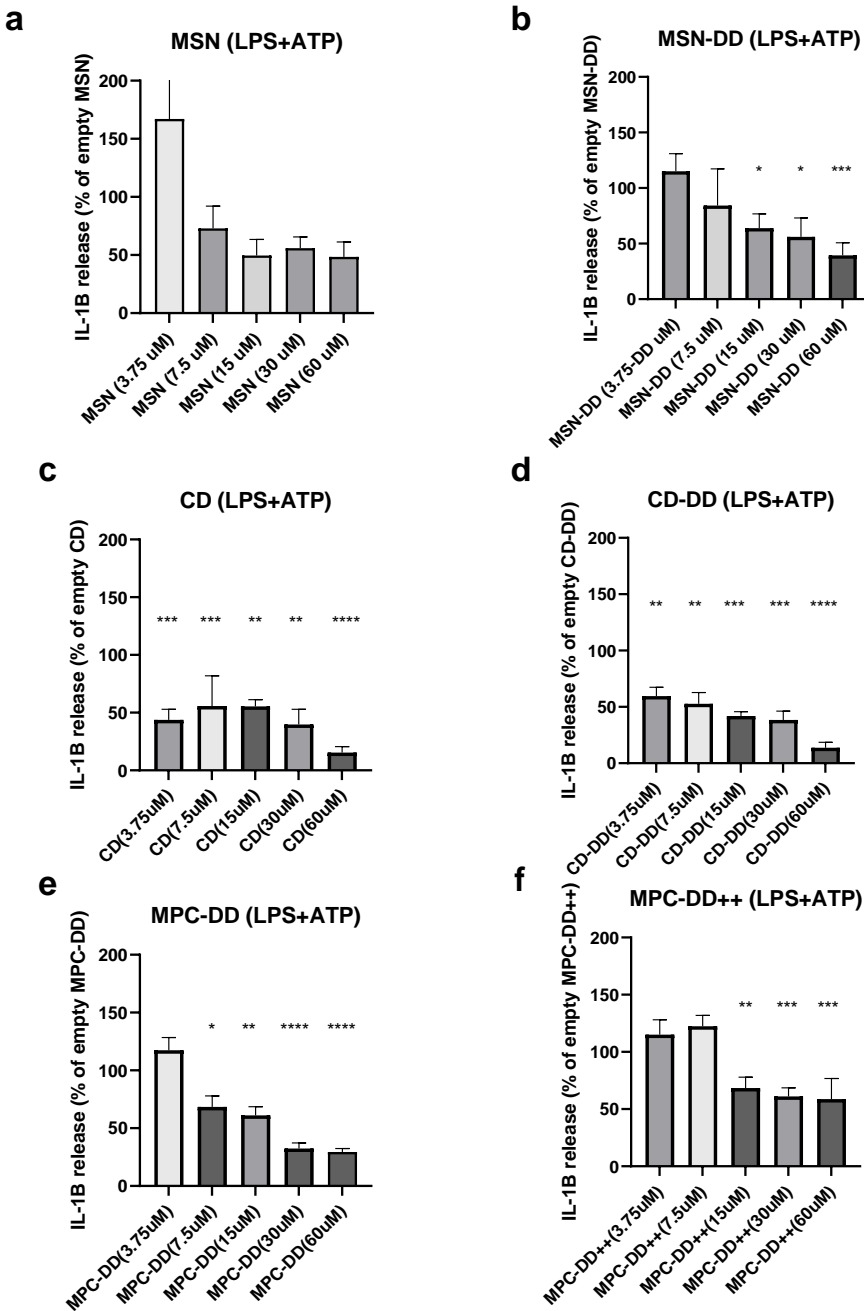 a
MSN (LPS+ATP)
IL-1B release (% of empty MSN)
200
150
100
50
0
MSN (3.75 uM)
MSN (7.5 uM)
MSN (15 uM)
MSN (30 uM)
MSN (60 uM)
b
MSN-DD (LPS+ATP)
IL-1B release (% of empty MSN-DD)
200
150
100
50
0
* * ***
MSN-DD (3.75-DD uM)
MSN-DD (7.5 uM)
MSN-DD (15 uM)
MSN-DD (30 uM)
MSN-DD (60 uM)
c
CD (LPS+ATP)
IL-1B release (% of empty CD)
200
150
100
50
0
*** *** ** ** ****
CD(3.75uM)
CD(7.5uM)
CD(15uM)
CD(30uM)
CD(60uM)
d
CD-DD (LPS+ATP)
IL-1B release (% of empty CD-DD)
200
150
100
50
0
** ** *** *** ****
CD-DD(3.75uM)
CD-DD(7.5uM)
CD-DD(15uM)
CD-DD(30uM)
CD-DD(60uM)
e
MPC-DD (LPS+ATP)
IL-1B release (% of empty MPC-DD)
200
150
100
50
0
* ** **** ****
MPC-DD(3.75uM)
MPC-DD(7.5uM)
MPC-DD(15uM)
MPC-DD(30uM)
MPC-DD(60uM)
f
MPC-DD++ (LPS+ATP)
IL-1B release (% of empty MPC-DD++)
200
150
100
50
0
** *** ***
MPC-DD++(3.75uM)
MPC-DD++(7.5uM)
MPC-DD++(15uM)
MPC-DD++(30uM)
MPC-DD++(60uM)